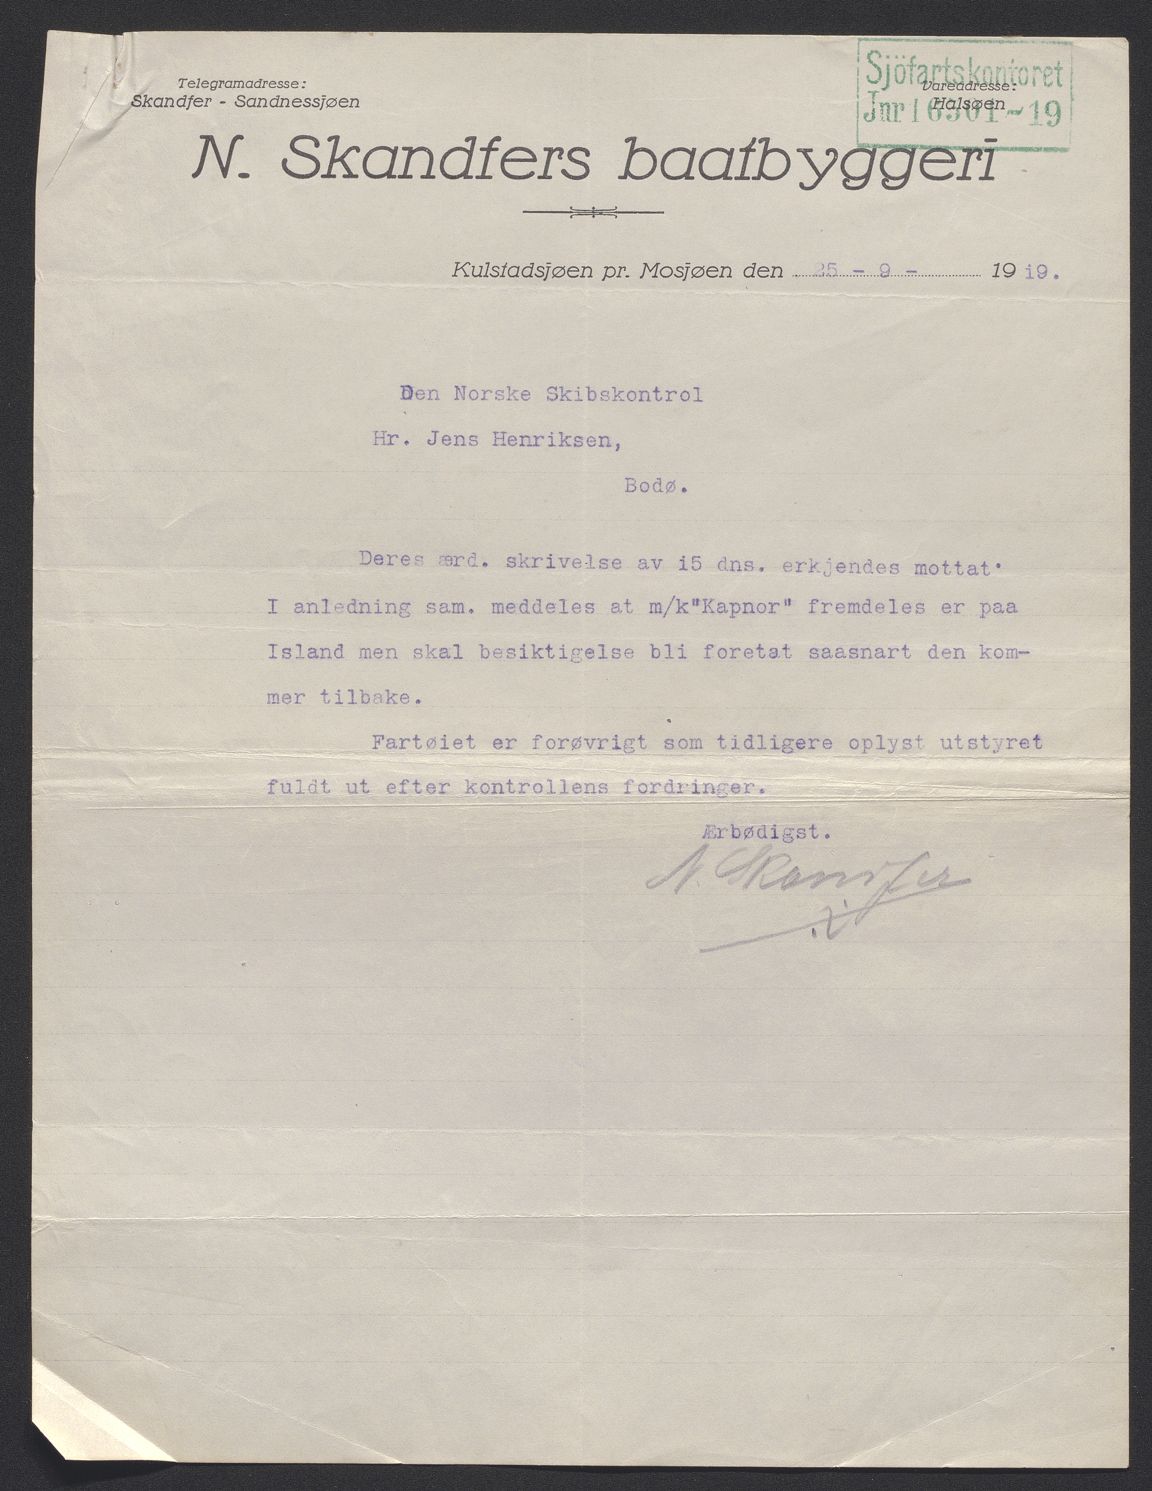 Telegramadresse:
Skandfer - Sandnessjøen
Sjöfartskontoret
Jnr 16301-19
Vareadresse:
Halsøen
N. Skandfers baatbyggeri
Kulstadsjøen pr. Mosjøen den 25 - 9 - 1919.
Den Norske Skibskontrol
Hr. Jens Henriksen,
Bodø.
Deres ærd. skrivelse av i5 dns. erkjendes mottat.
I anledning sam. meddeles at m/k"Kapnor" fremdeles er paa
Island men skal besiktigelse bli foretat saasnart den kom-
mer tilbake.
Fartøiet er forøvrigt som tidligere oplyst utstyret
fuldt ut efter kontrollens fordringer.
Ærbødigst.
N. Skandfer